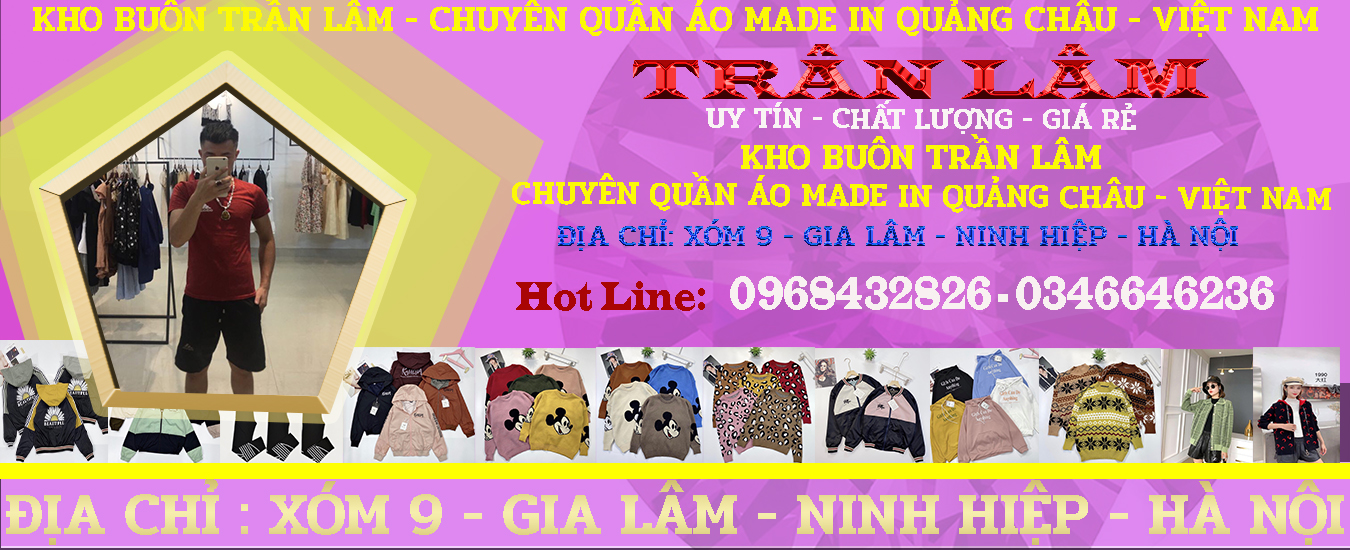 KHO BUÔN TRẦN LÂM - CHUYÊN QUẦN ÁO MADE IN QUẢNG CHÂU - VIỆT NAM
TRẦN LÂM
UY TÍN - CHẤT LƯỢNG - GIÁ RẺ
KHO BUÔN TRẦN LÂM
CHUYÊN QUẦN ÁO MADE IN QUẢNG CHÂU - VIỆT NAM
ĐỊA CHỈ: XÓM 9 - GIA LÂM - NINH HIỆP - HÀ NỘI
Hot Line: 0968432826-0346646236
1990
大红
ĐỊA CHỈ : XÓM 9 - GIA LÂM - NINH HIỆP - HÀ NỘI